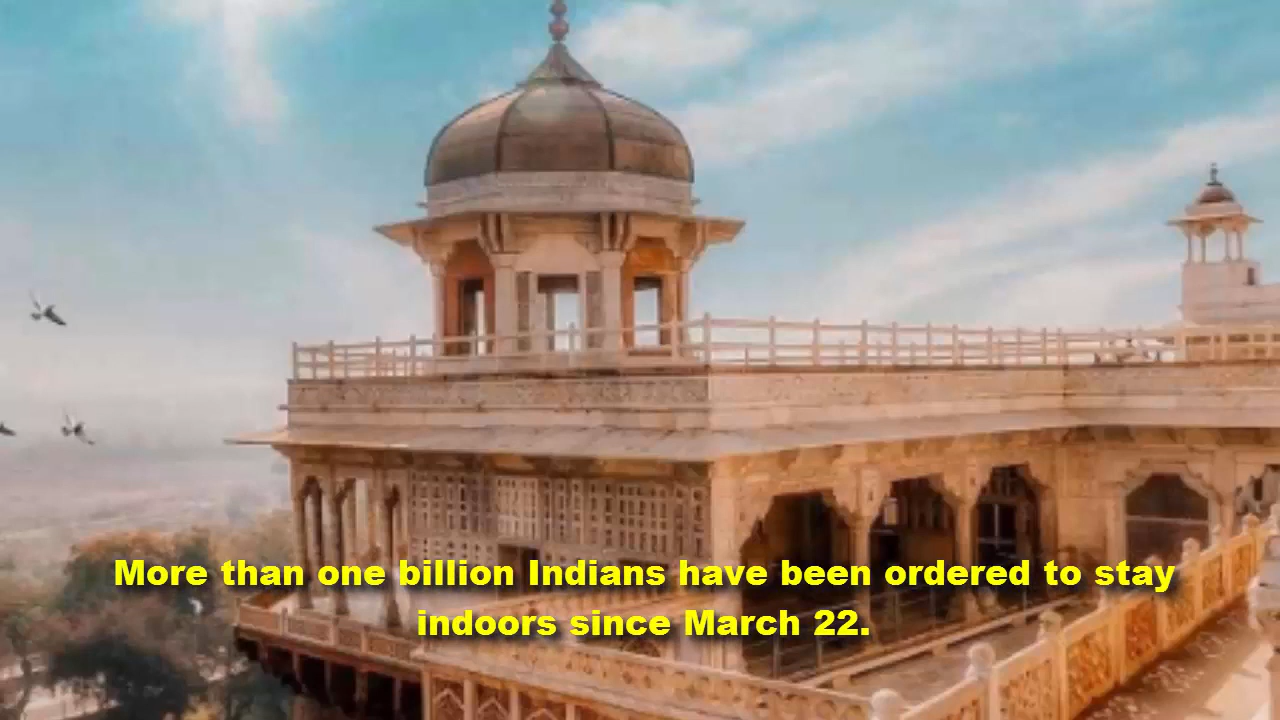 More than one billion Indians have been ordered to stay
indoors since March 22.